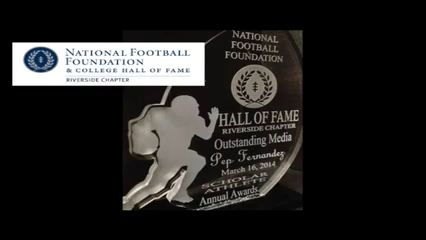 NATIONAL FOOTBALL
FOUNDATION
& COLLEGE HALL OF FAME
RIVERSIDE CHAPTER
NATIONAL
FOOTBALL
FOUNDATION
HALL OF FAME
RIVERSIDE CHAPTER
Outstanding Media
Pep Fernandez
March 16, 2014
SCHOLAR
ATHLETE
Annual Awards